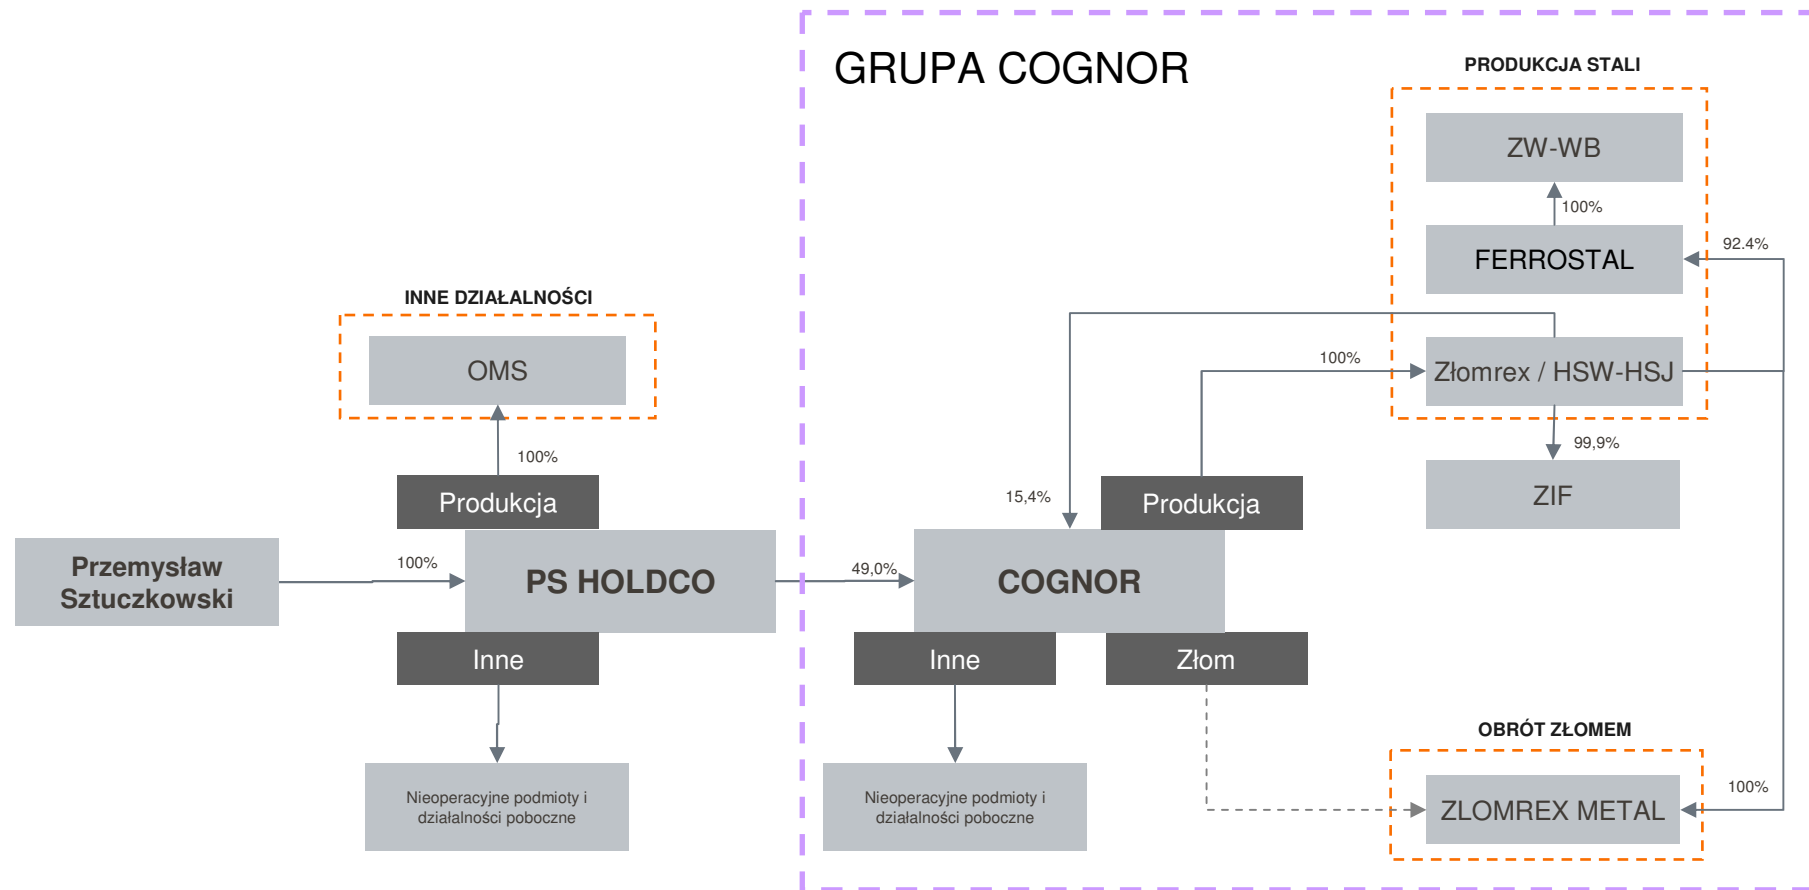 GRUPA COGNOR
PRODUKCJA STALI
ZW-WB
100%
FERROSTAL
92.4%
INNE DZIAŁALNOŚCI
OMS
100%
Złomrex / HSW-HSJ
99,9%
100%
Produkcja
15,4%
Produkcja
ZIF
Przemysław
Sztuczkowski
100%
PS HOLDCO
49,0%
COGNOR
Inne
Inne
Złom
OBRÓT ZŁOMEM
Nieoperacyjne podmioty i
działalności poboczne
Nieoperacyjne podmioty i
działalności poboczne
ZLOMREX METAL
100%